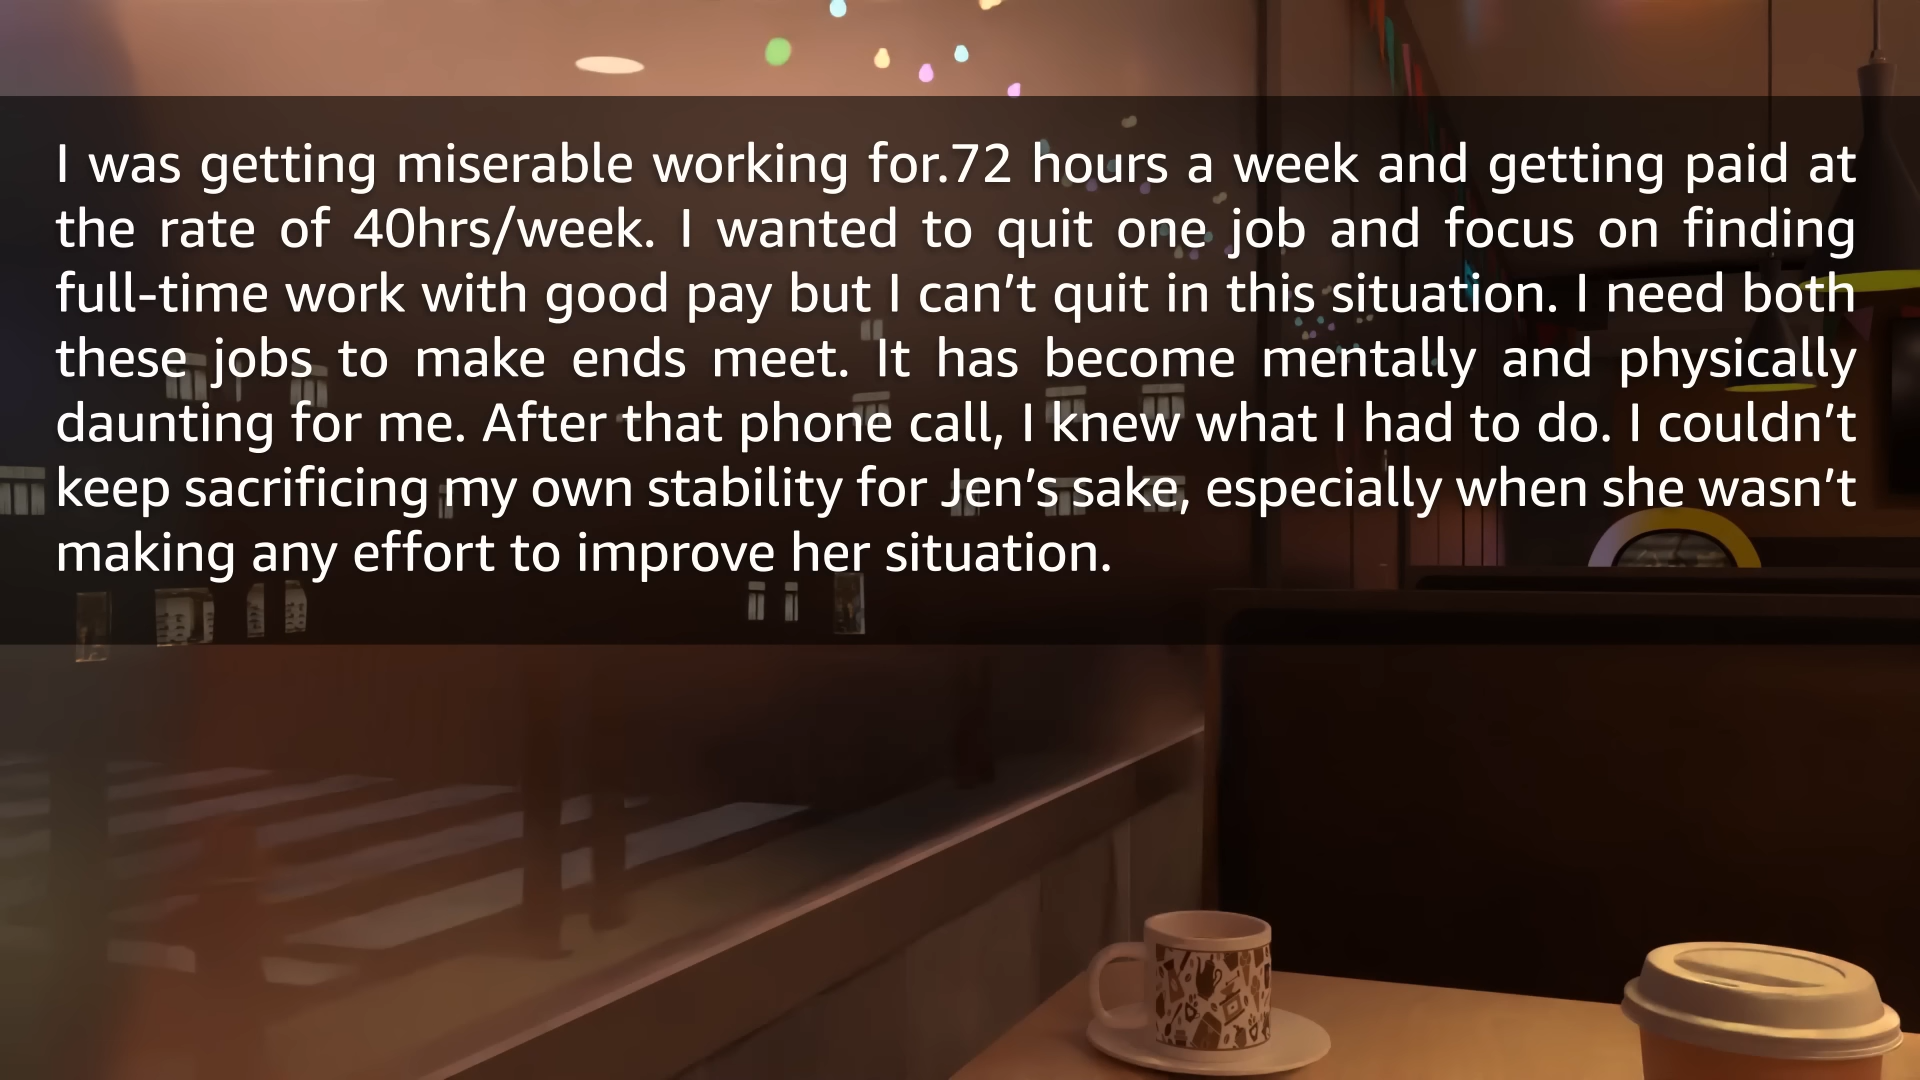 I was getting miserable working for.72 hours a week and getting paid at
the rate of 40hrs/week. I wanted to quit one job and focus on finding
full-time work with good pay but I can’t quit in this situation. I need both
these jobs to make ends meet. It has become mentally and physically
daunting for me. After that phone call, I knew what I had to do. I couldn’t
keep sacrificing my own stability for Jen’s sake, especially when she wasn’t
making any effort to improve her situation.